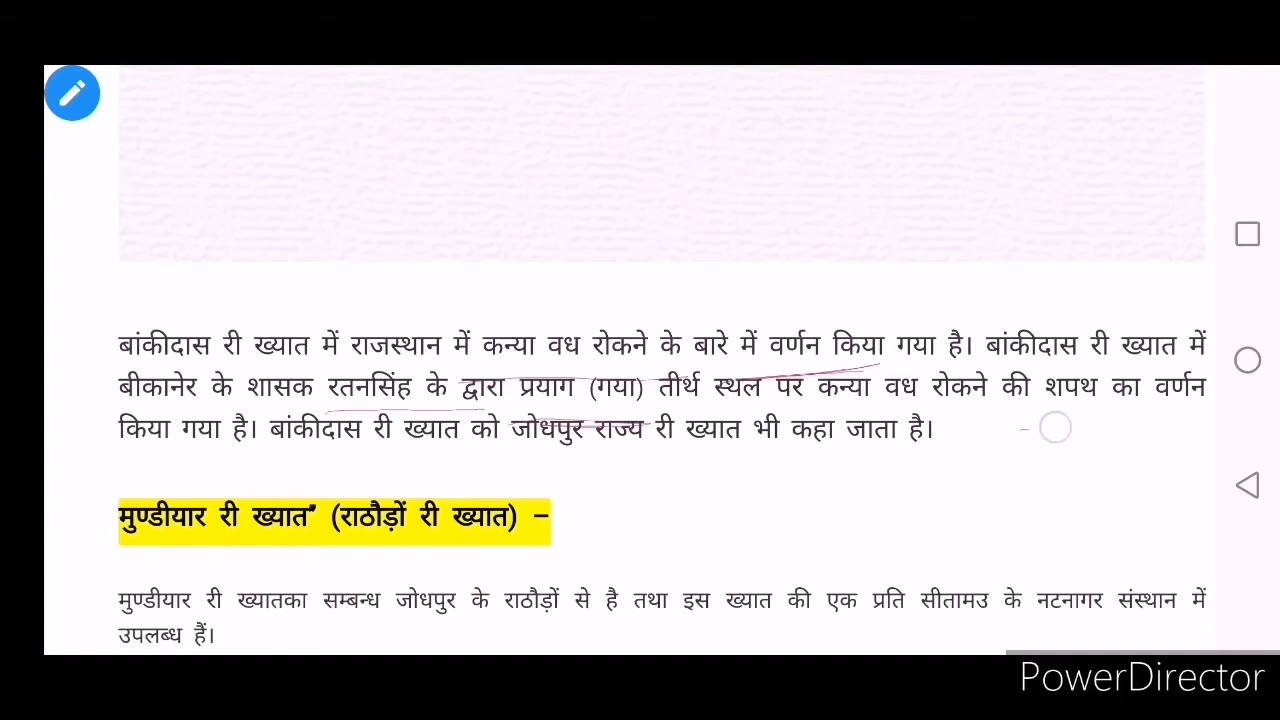 बांकीदास री ख्यात में राजस्थान में कन्या वध रोकने के बारे में वर्णन किया गया है। बांकीदास री ख्यात में
बीकानेर के शासक रतनसिंह के द्वारा प्रयाग (गया) तीर्थ स्थल पर कन्या वध रोकने की शपथ का वर्णन
किया गया है। बांकीदास री ख्यात को जोधपुर राज्य री ख्यात भी कहा जाता है।
मुण्डीयार री ख्यात” (राठौड़ों री ख्यात) –
मुण्डीयार री ख्यातका सम्बन्ध जोधपुर के राठौड़ों से है तथा इस ख्यात की एक प्रति सीतामउ के नटनागर संस्थान में
उपलब्ध हैं।
PowerDirector